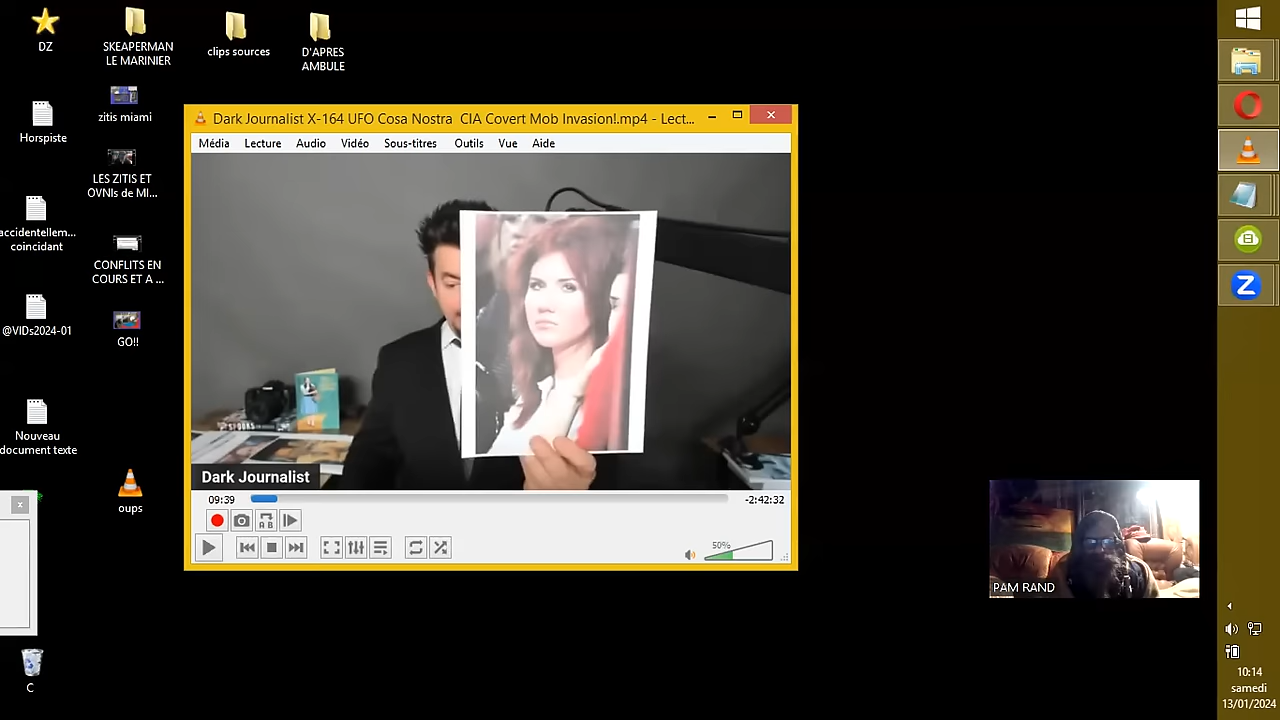 DZ
SKEAPERMAN
LE MARINIER
clips sources
D'APRES
AMBULE
Horspiste
zitis miami
LES ZITIS ET
OVNIs de MI...
accidentellem...
coincidant
CONFLITS EN
COURS ET A ...
@VIDs2024-01
GO!!
Nouveau
document texte
oups
x
C
Dark Journalist X-164 UFO Cosa Nostra CIA Covert Mob Invasion!.mp4 - Lect...
Média Lecture Audio Vidéo Sous-titres Outils Vue Aide
SPOOKS
Dark Journalist
09:39 -2:42:32
A B
50%
PAM RAND
Z
10:14
samedi
13/01/2024